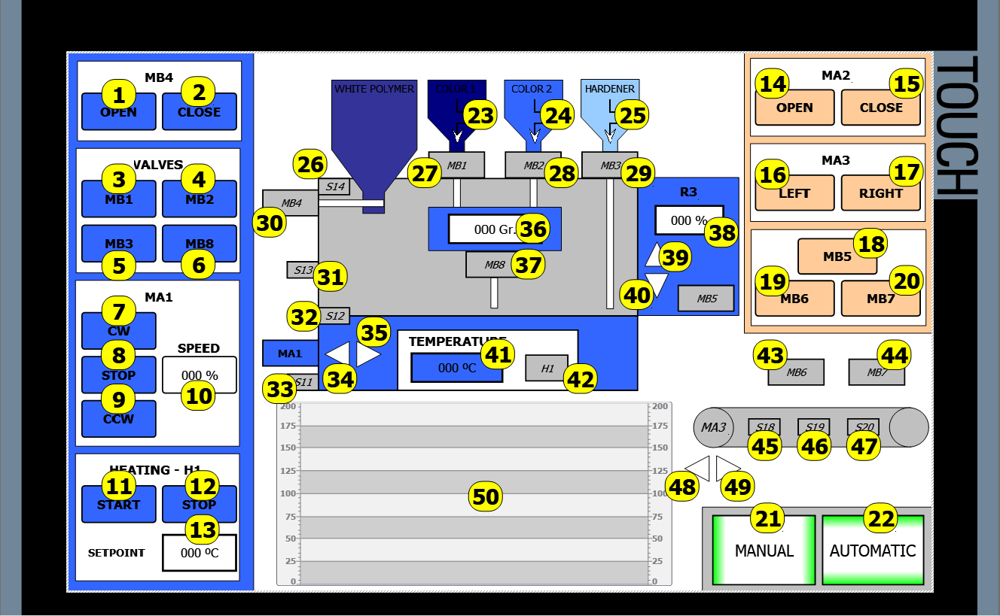 TOUCH
MB4
1
OPEN
2
CLOSE
VALVES
3
MB1
4
MB2
MB3
5
MB8
6
MA1
7
CW
8
STOP
9
CCW
SPEED
000 %
10
HEATING - H1
11
START
12
STOP
SETPOINT
13
000 ºC
WHITE POLYMER
COLOR 1
COLOR 2
HARDENER
23
24
25
26
S14
27
MB1
MB2
28
MB3
29
MB4
30
S13
31
32
S12
MA1
33
S11
34
35
000 Gr.
36
MB8
37
R3
000 %
38
39
40
MB5
TEMPERATURE
000 ºC
41
H1
42
200
175
150
125
100
75
50
25
0
50
200
175
150
125
100
75
50
25
0
MA2
14
OPEN
15
CLOSE
MA3
16
LEFT
17
RIGHT
18
MB5
19
MB6
20
MB7
43
MB6
44
MB7
MA3
S18
45
S19
46
S20
47
48
49
21
MANUAL
22
AUTOMATIC